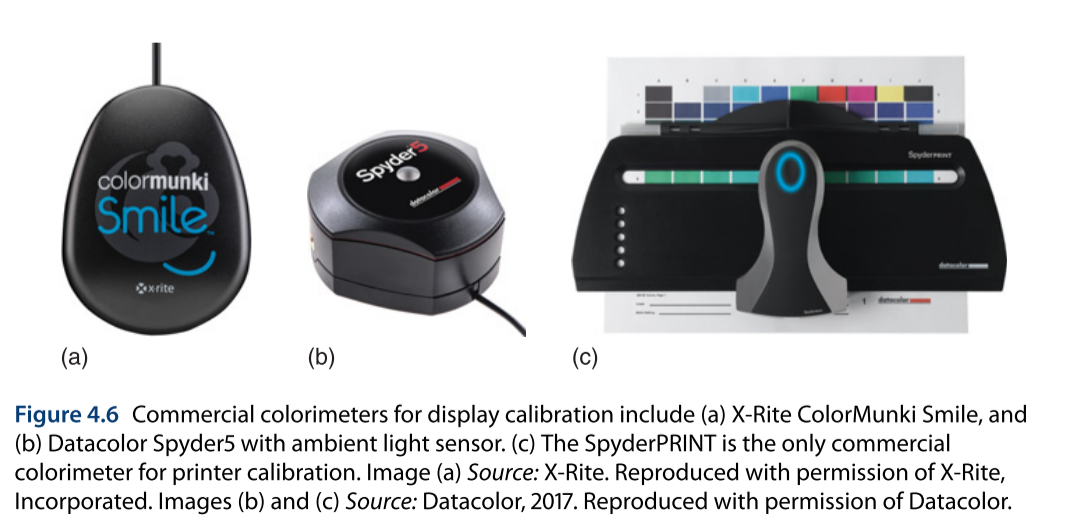 colormunki
Smile
x-rite
Spyder5
datacolor
SpyderPRINT
datacolor
1 datacolor
(a)
(b)
(c)
Figure 4.6 Commercial colorimeters for display calibration include (a) X-Rite ColorMunki Smile, and
(b) Datacolor Spyder5 with ambient light sensor. (c) The SpyderPRINT is the only commercial
colorimeter for printer calibration. Image (a) Source: X-Rite. Reproduced with permission of X-Rite,
Incorporated. Images (b) and (c) Source: Datacolor, 2017. Reproduced with permission of Datacolor.